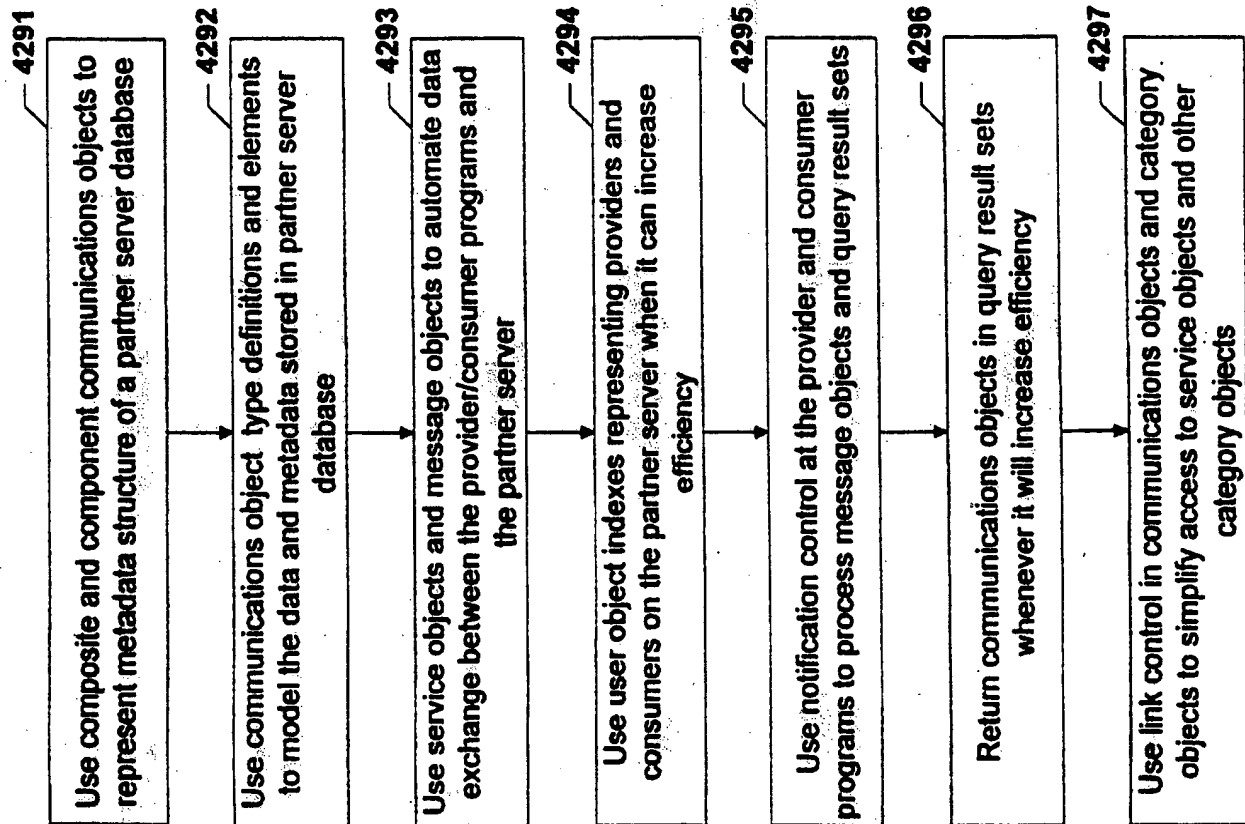 4291
Use composite and component communications objects to
represent metadata structure of a partner server database
4292
Use communications object type definitions and elements
to model the data and metadata stored in partner server
database
4293
Use service objects and message objects to automate data
exchange between the provider/consumer programs and
the partner server
4294
Use user object indexes representing providers and
consumers on the partner server when it can increase
efficiency
4295
Use notification control at the provider and consumer
programs to process message objects and query result sets
4296
Return communications objects in query result sets
whenever it will increase efficiency
4297
Use link control in communications objects and category
objects to simplify access to service objects and other
category objects